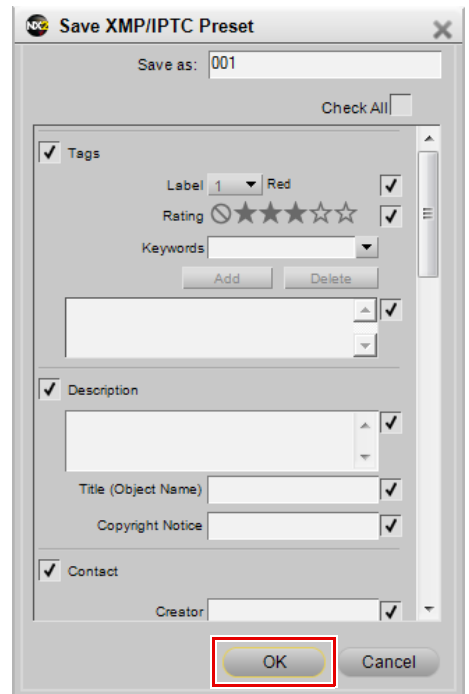 NX2 Save XMP/IPTC Preset
Save as: 001
Check All
Tags
Label 1 Red
Rating
Keywords
Add Delete
Description
Title (Object Name)
Copyright Notice
Contact
Creator
OK Cancel